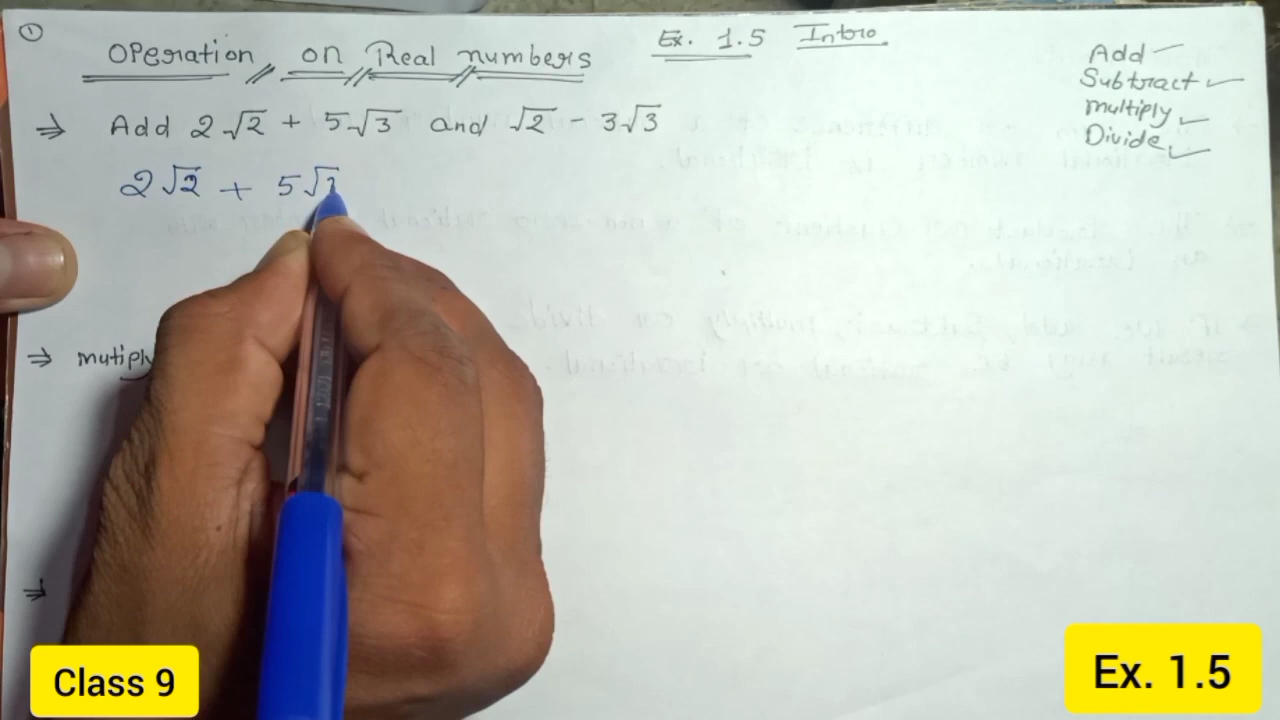 ①
Operation on Real numbers Ex. 1.5 Intro
Add
Subtract
multiply
Divide
⇒ Add 2√2 + 5√3 and √2 - 3√3
2√2 + 5√
⇒ mutiply
⇒
Class 9
Ex. 1.5